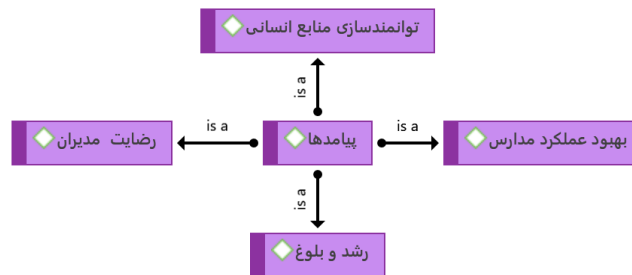 توانمندسازی منابع انسانی
is a
رضایت مدیران
is a
پیامدها
is a
بهبود عملکرد مدارس
is a
رشد و بلوغ